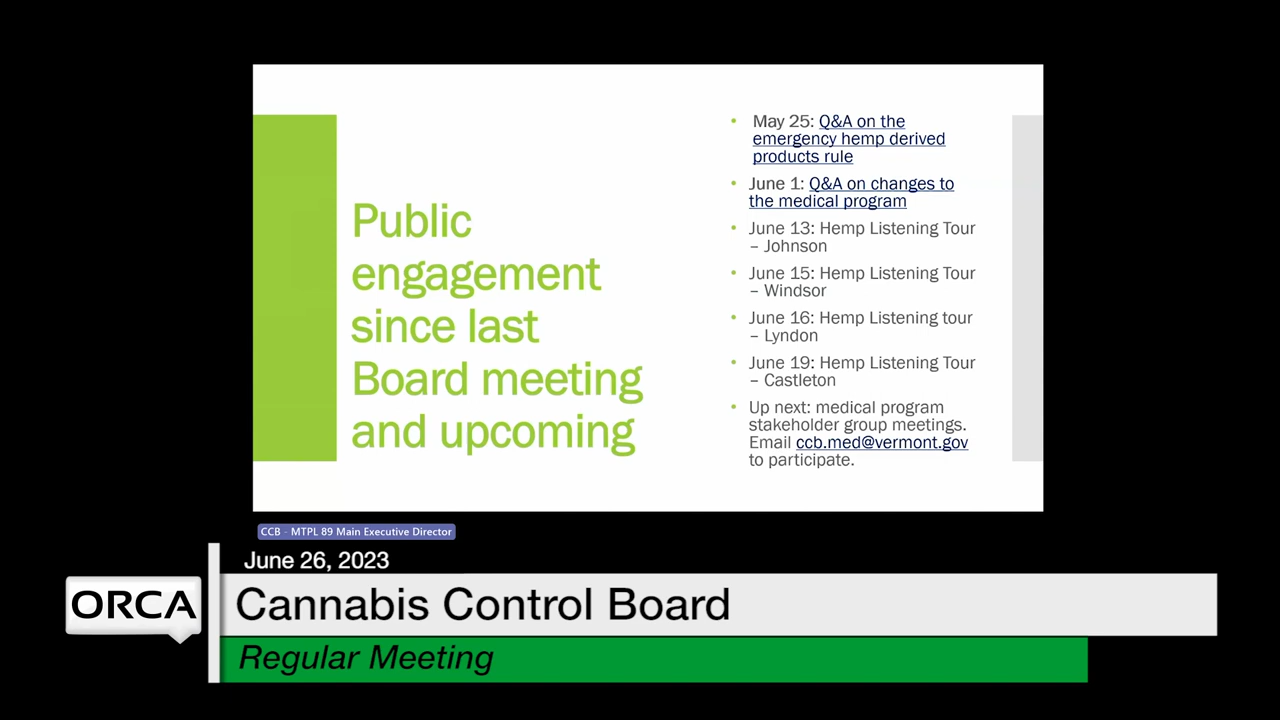 Public
engagement
since last
Board meeting
and upcoming
• May 25: Q&A on the
emergency hemp derived
products rule
• June 1: Q&A on changes to
the medical program
• June 13: Hemp Listening Tour
– Johnson
• June 15: Hemp Listening Tour
– Windsor
• June 16: Hemp Listening tour
– Lyndon
• June 19: Hemp Listening Tour
– Castleton
• Up next: medical program
stakeholder group meetings.
Email ccb.med@vermont.gov
to participate.
CCB - MTPL 89 Main Executive Director
June 26, 2023
ORCA
Cannabis Control Board
Regular Meeting